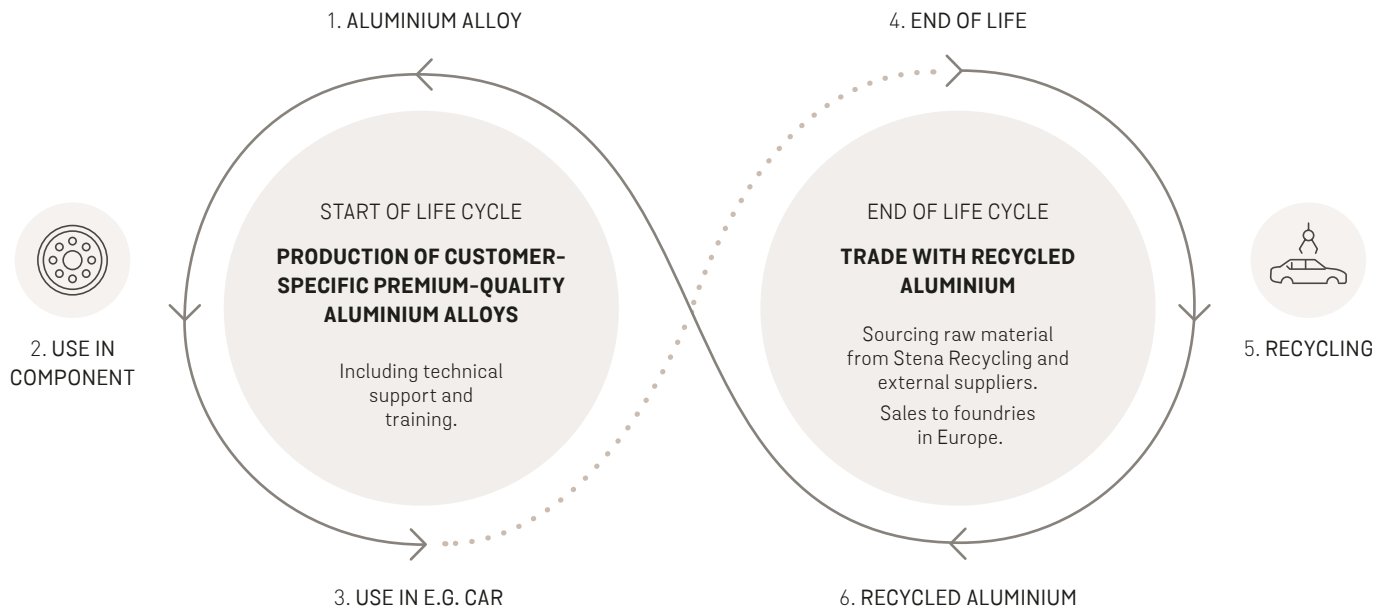 1. ALUMINIUM ALLOY
4. END OF LIFE
START OF LIFE CYCLE
PRODUCTION OF CUSTOMER-
SPECIFIC PREMIUM-QUALITY
ALUMINIUM ALLOYS
Including technical
support and
training.
END OF LIFE CYCLE
TRADE WITH RECYCLED
ALUMINIUM
Sourcing raw material
from Stena Recycling and
external suppliers.
Sales to foundries
in Europe.
2. USE IN
COMPONENT
5. RECYCLING
3. USE IN E.G. CAR
6. RECYCLED ALUMINIUM